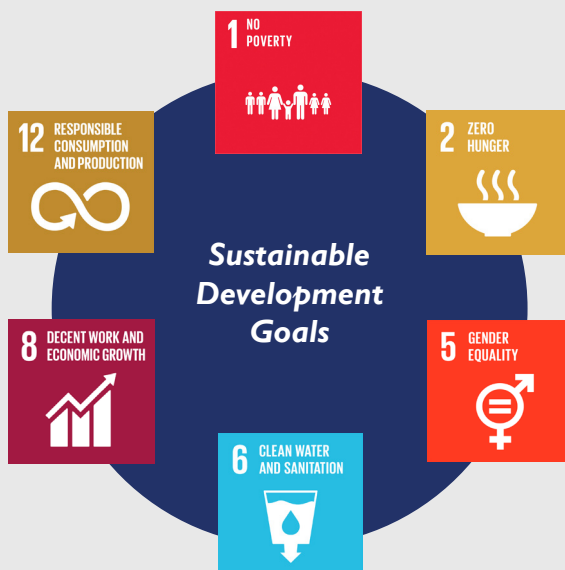 1 NO
POVERTY
2 ZERO
HUNGER
5 GENDER
EQUALITY
6 CLEAN WATER
AND SANITATION
8 DECENT WORK AND
ECONOMIC GROWTH
12 RESPONSIBLE
CONSUMPTION
AND PRODUCTION
Sustainable
Development
Goals